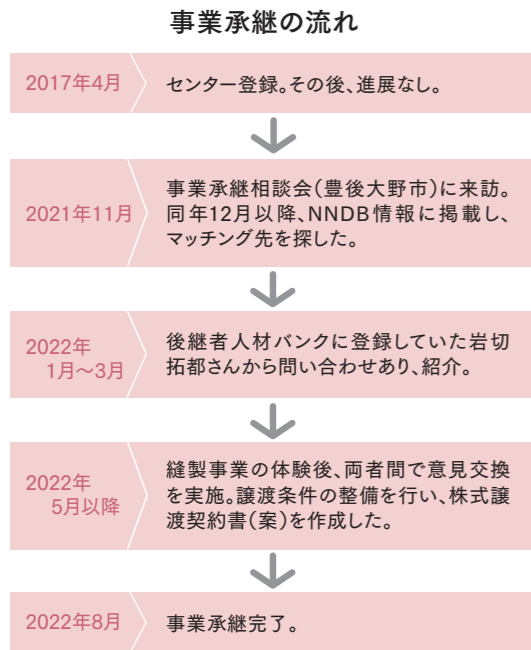 事業承継の流れ
2017年4月
センター登録。その後、進展なし。
2021年11月
事業承継相談会（豊後大野市）に来訪。
同年12月以降、NNDB情報に掲載し、
マッチング先を探した。
2022年
1月～3月
後継者人材バンクに登録していた岩切
拓都さんから問い合わせあり、紹介。
2022年
5月以降
縫製事業の体験後、両者間で意見交換
を実施。譲渡条件の整備を行い、株式譲
渡契約書（案）を作成した。
2022年8月
事業承継完了。